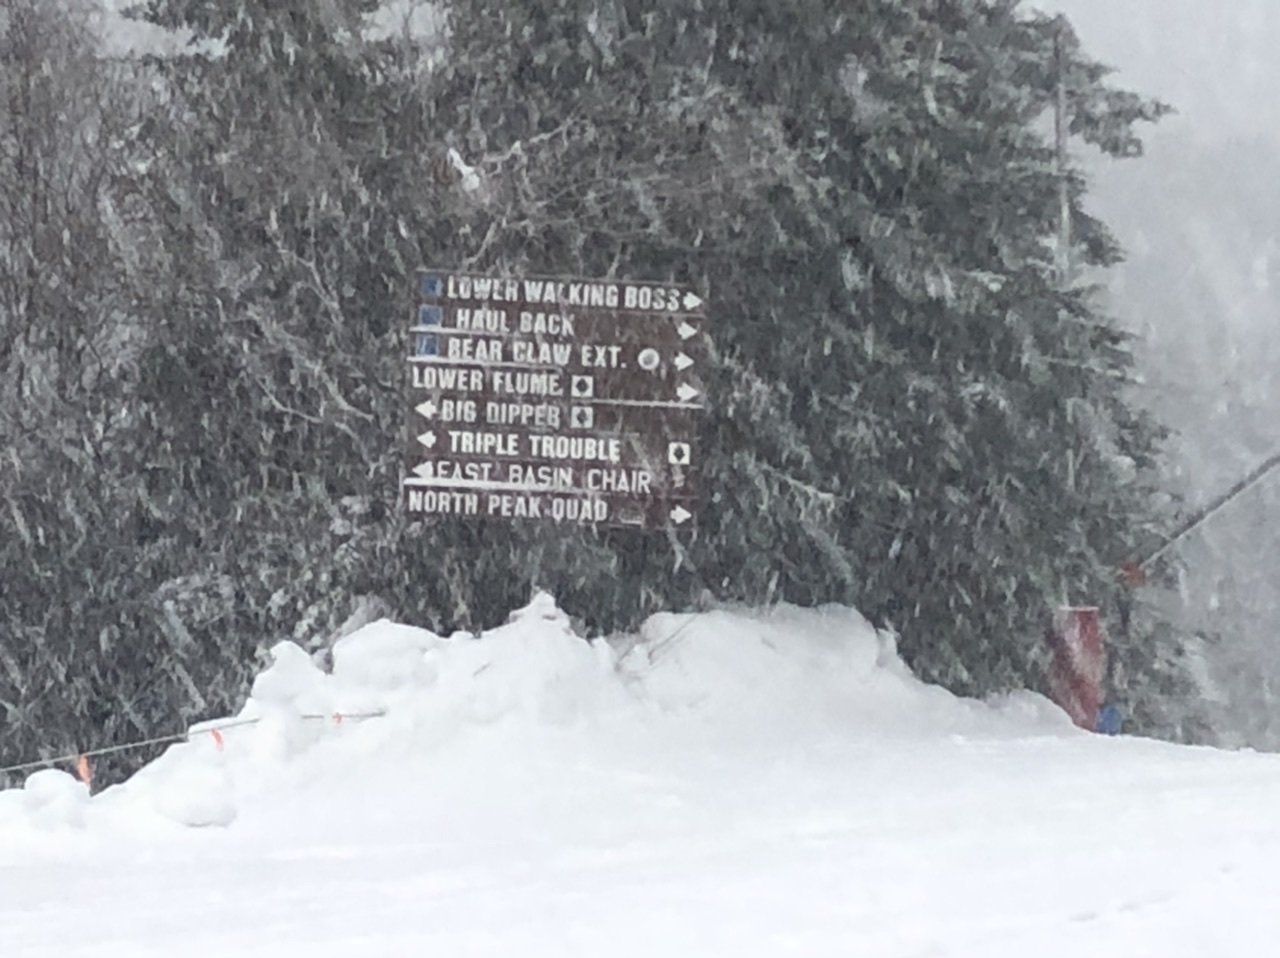 LOWER WALKING BOSS
HAUL BACK
BEAR CLAW EXT.
LOWER FLUME
BIG DIPPER
TRIPLE TROUBLE
EAST BASIN CHAIR
NORTH PEAK QUAD